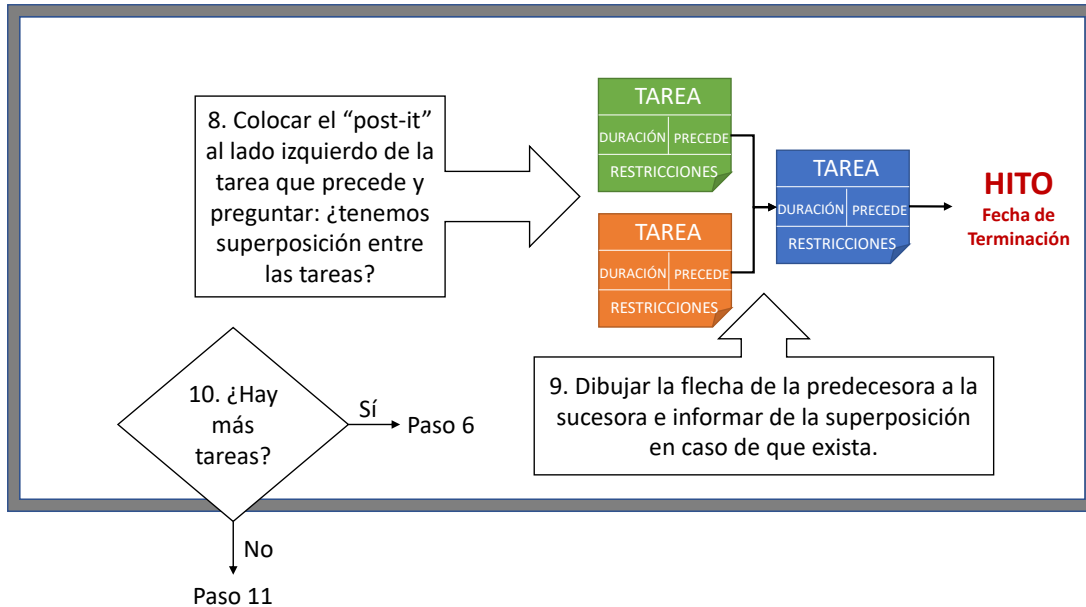 8. Colocar el “post-it”
al lado izquierdo de la
tarea que precede y
preguntar: ¿tenemos
superposición entre
las tareas?
TAREA
DURACIÓN PRECEDE
RESTRICCIONES
TAREA
DURACIÓN PRECEDE
RESTRICCIONES
TAREA
DURACIÓN PRECEDE
RESTRICCIONES
HITO
Fecha de
Terminación
9. Dibujar la flecha de la predecesora a la
sucesora e informar de la superposición
en caso de que exista.
10. ¿Hay
más
tareas?
Sí
Paso 6
No
Paso 11